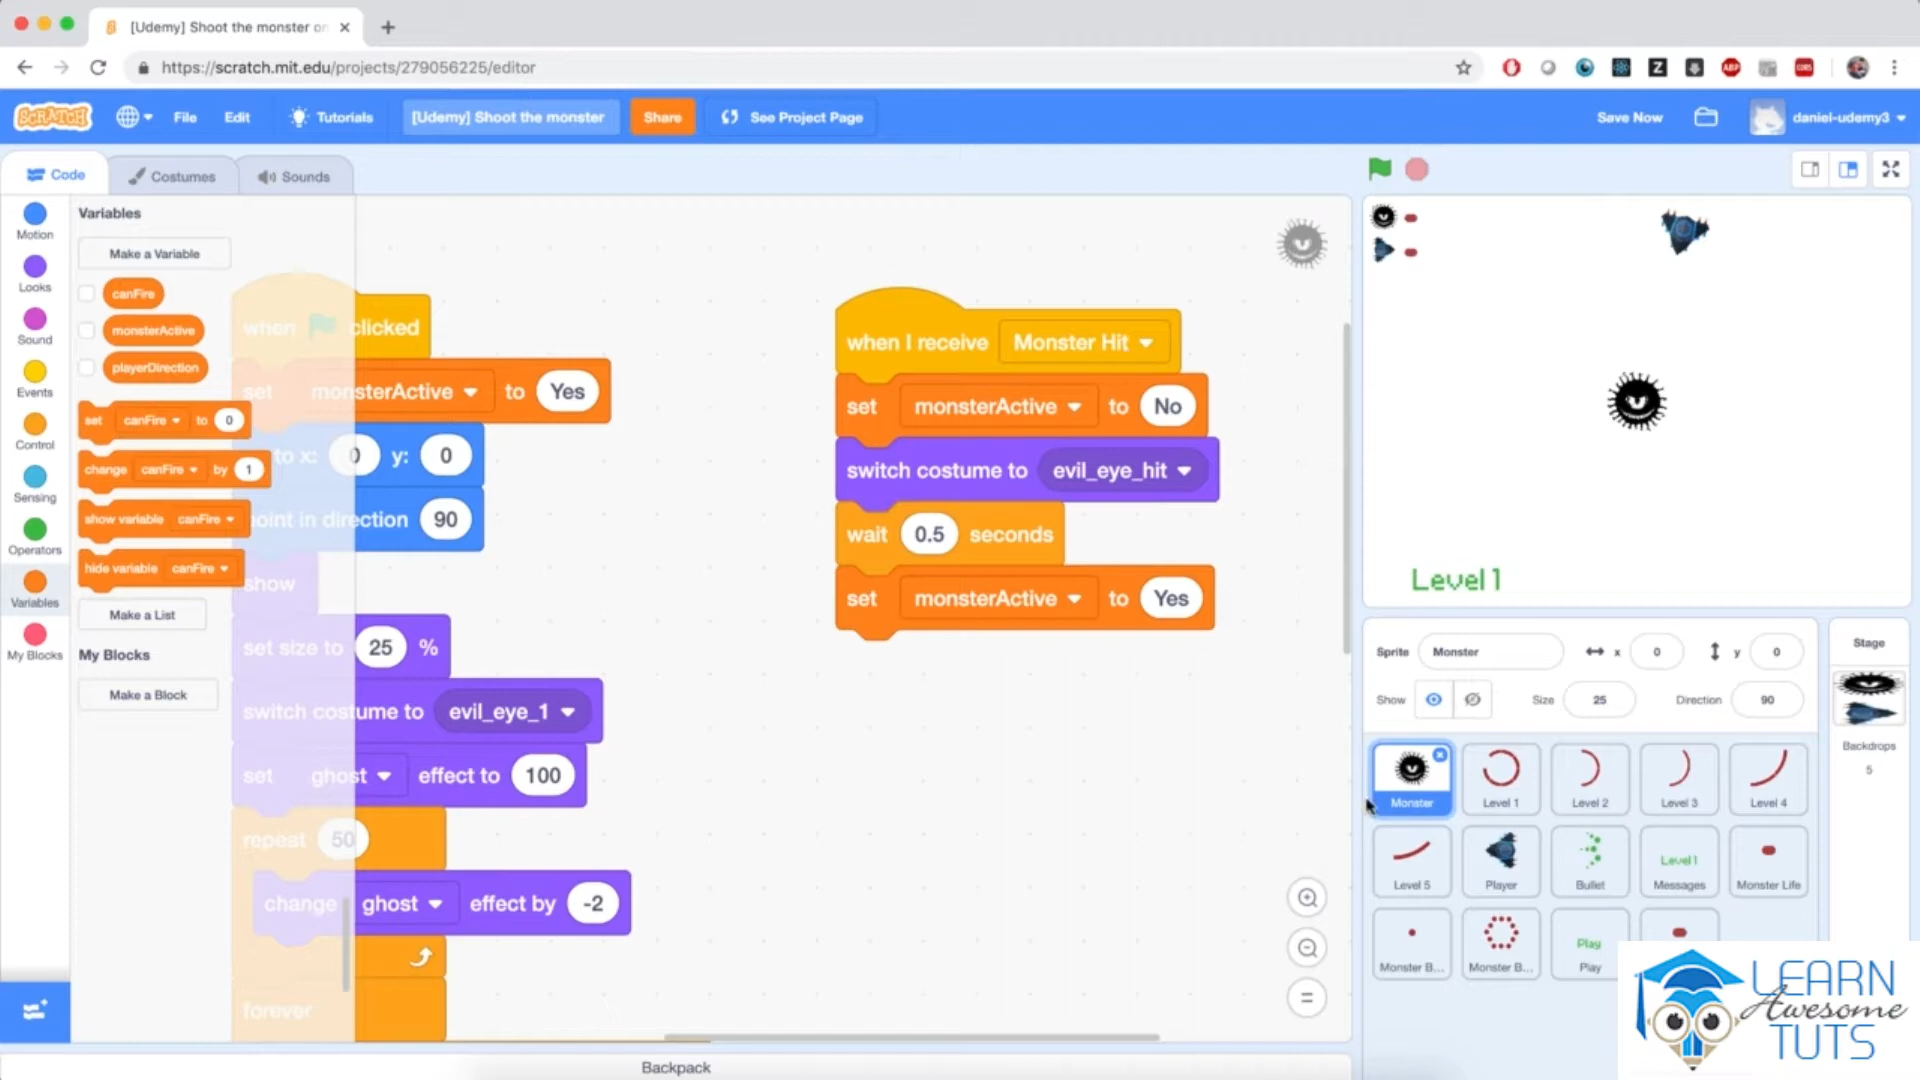 [Udemy] Shoot the monster on
https://scratch.mit.edu/projects/279056225/editor
SCRATCH
File
Edit
Tutorials
[Udemy] Shoot the monster
Share
See Project Page
Save Now
daniel-udemy3
Code
Costumes
Sounds
Motion
Looks
Sound
Events
Control
Sensing
Operators
Variables
My Blocks
Variables
Make a Variable
canFire
monsterActive
playerDirection
set canFire to 0
change canFire by 1
show variable canFire
hide variable canFire
Make a List
My Blocks
Make a Block
when clicked
set monsterActive to Yes
to x: 0 y: 0
point in direction 90
show
set size to 25 %
switch costume to evil_eye_1
set ghost effect to 100
repeat 50
change ghost effect by -2
forever
when I receive Monster Hit
set monsterActive to No
switch costume to evil_eye_hit
wait 0.5 seconds
set monsterActive to Yes
Backpack
Level 1
Sprite Monster x 0 y 0
Show Size 25 Direction 90
Stage
Backdrops
5
Monster
Level 1
Level 2
Level 3
Level 4
Level 5
Player
Bullet
Level 1
Messages
Monster Life
Monster B...
Monster B...
Play
Play
ABP
CORS
Z
LEARN
Awesome
TUTS